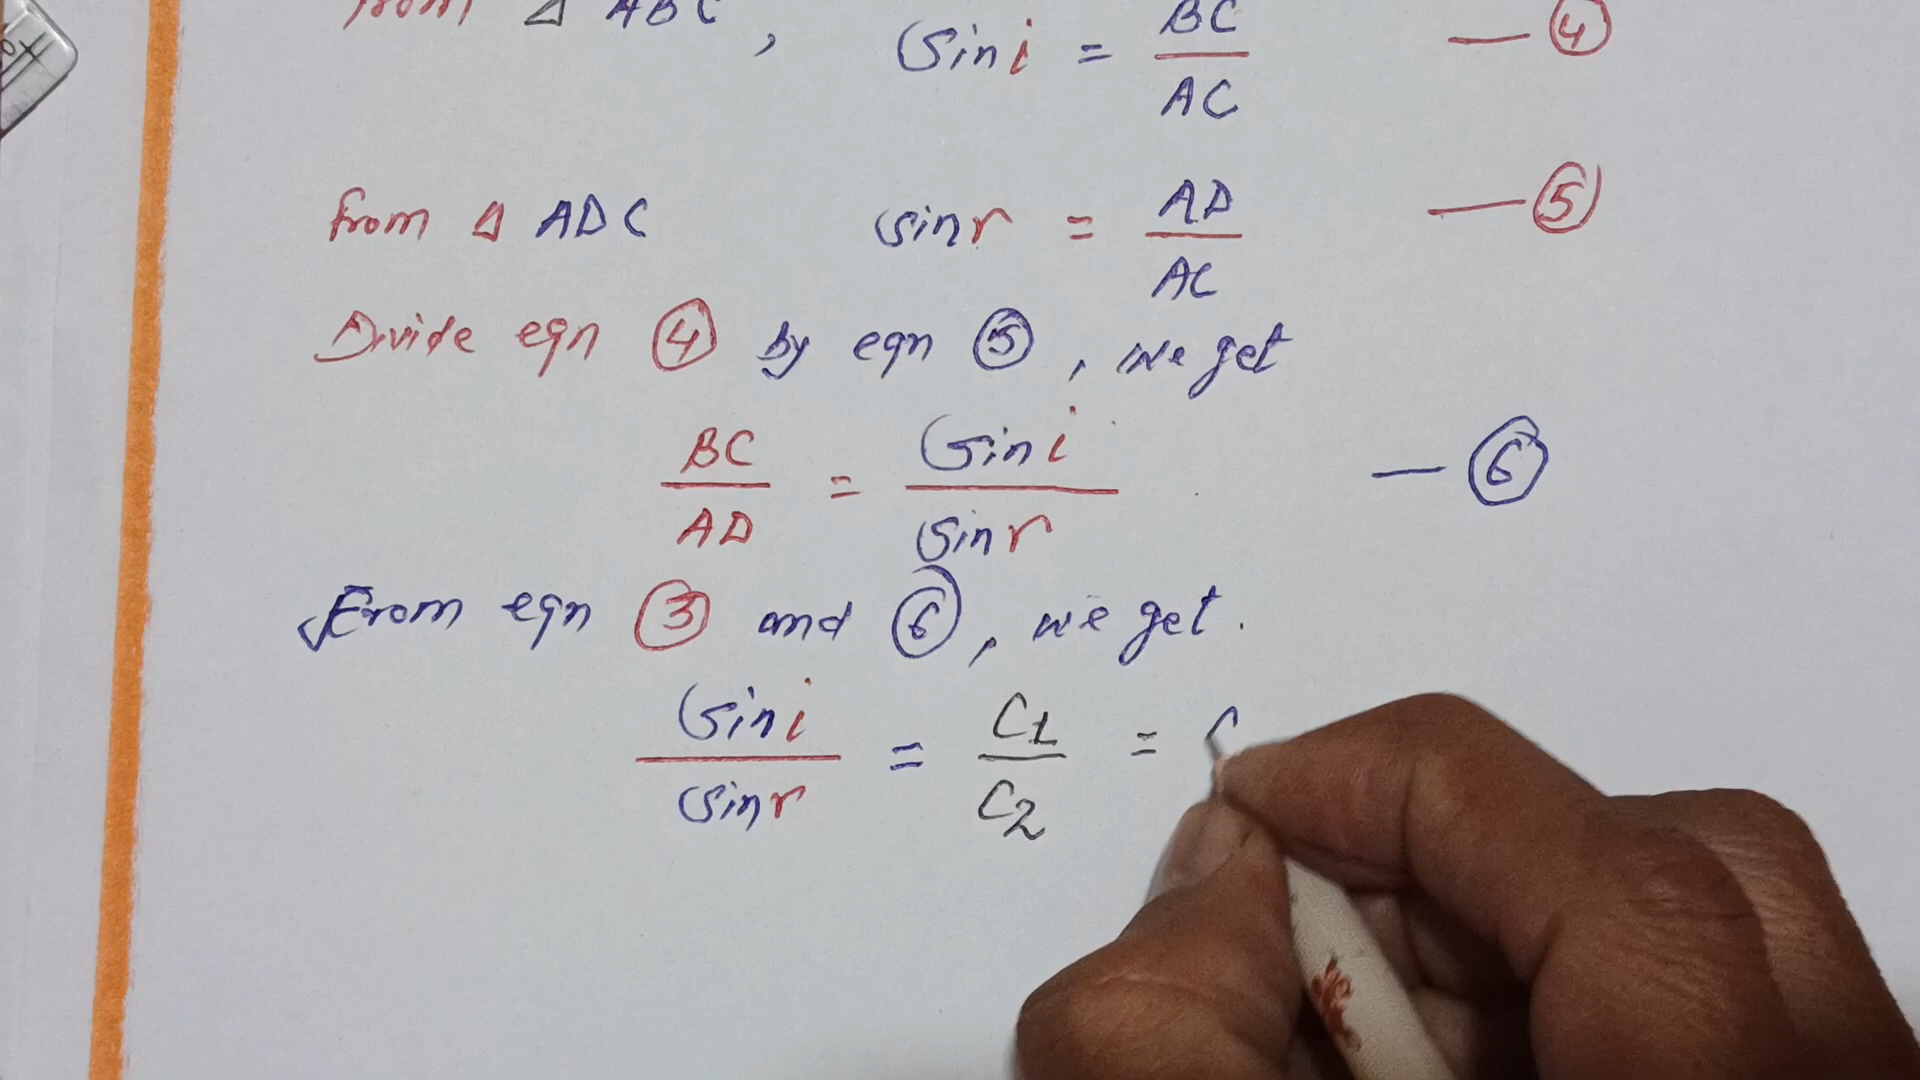 from △ ABC, Sin i = BC/AC — ④
from △ ADC sin r = AD/AC — ⑤
Divide eqn ④ by eqn ⑤, we get
BC/AD = Sin i/Sin r — ⑥
From eqn ③ and ⑥, we get.
Sin i/Sin r = C1/C2 =